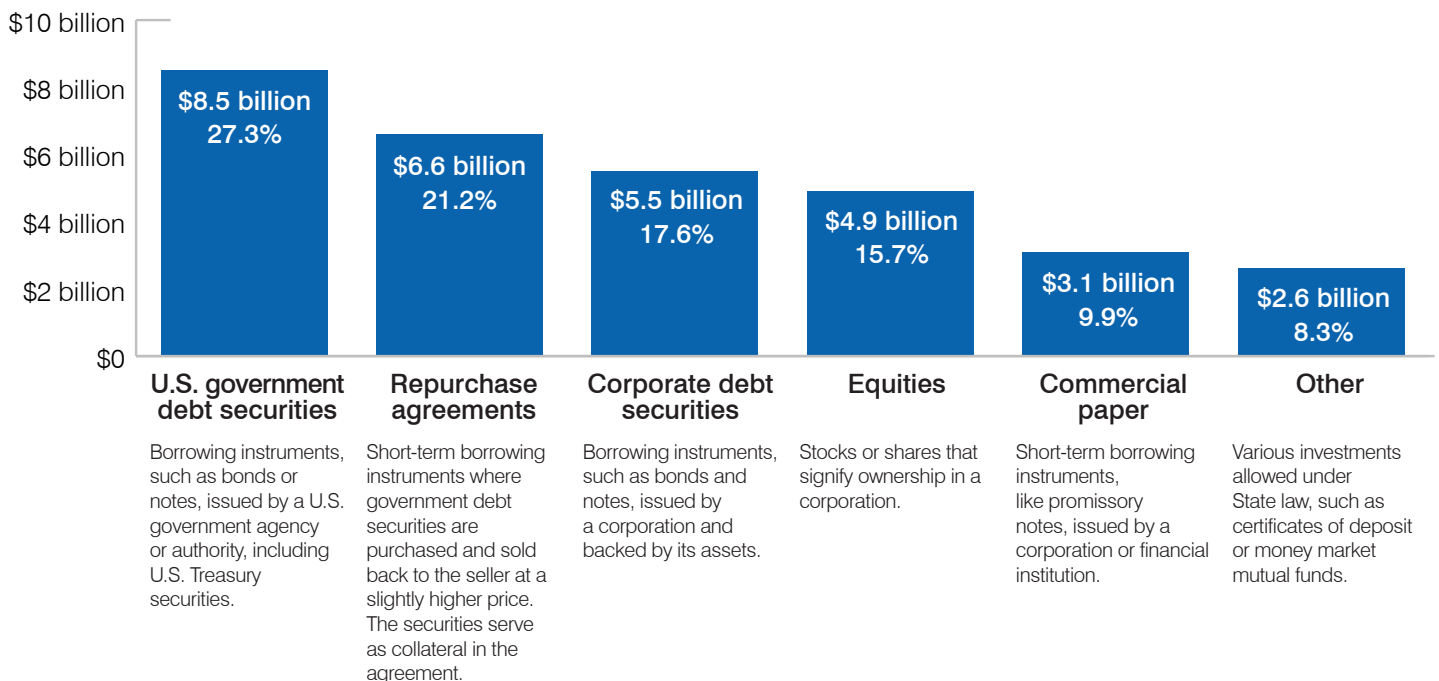 $10 billion
$8 billion
$6 billion
$4 billion
$2 billion
$0
$8.5 billion
27.3%
$6.6 billion
21.2%
$5.5 billion
17.6%
$4.9 billion
15.7%
$3.1 billion
9.9%
$2.6 billion
8.3%
U.S. government
debt securities
Borrowing instruments,
such as bonds or
notes, issued by a U.S.
government agency
or authority, including
U.S. Treasury
securities.
Repurchase
agreements
Short-term borrowing
instruments where
government debt
securities are
purchased and sold
back to the seller at a
slightly higher price.
The securities serve
as collateral in the
agreement.
Corporate debt
securities
Borrowing instruments,
such as bonds and
notes, issued by
a corporation and
backed by its assets.
Equities
Stocks or shares that
signify ownership in a
corporation.
Commercial
paper
Short-term borrowing
instruments,
like promissory
notes, issued by a
corporation or financial
institution.
Other
Various investments
allowed under
State law, such as
certificates of deposit
or money market
mutual funds.